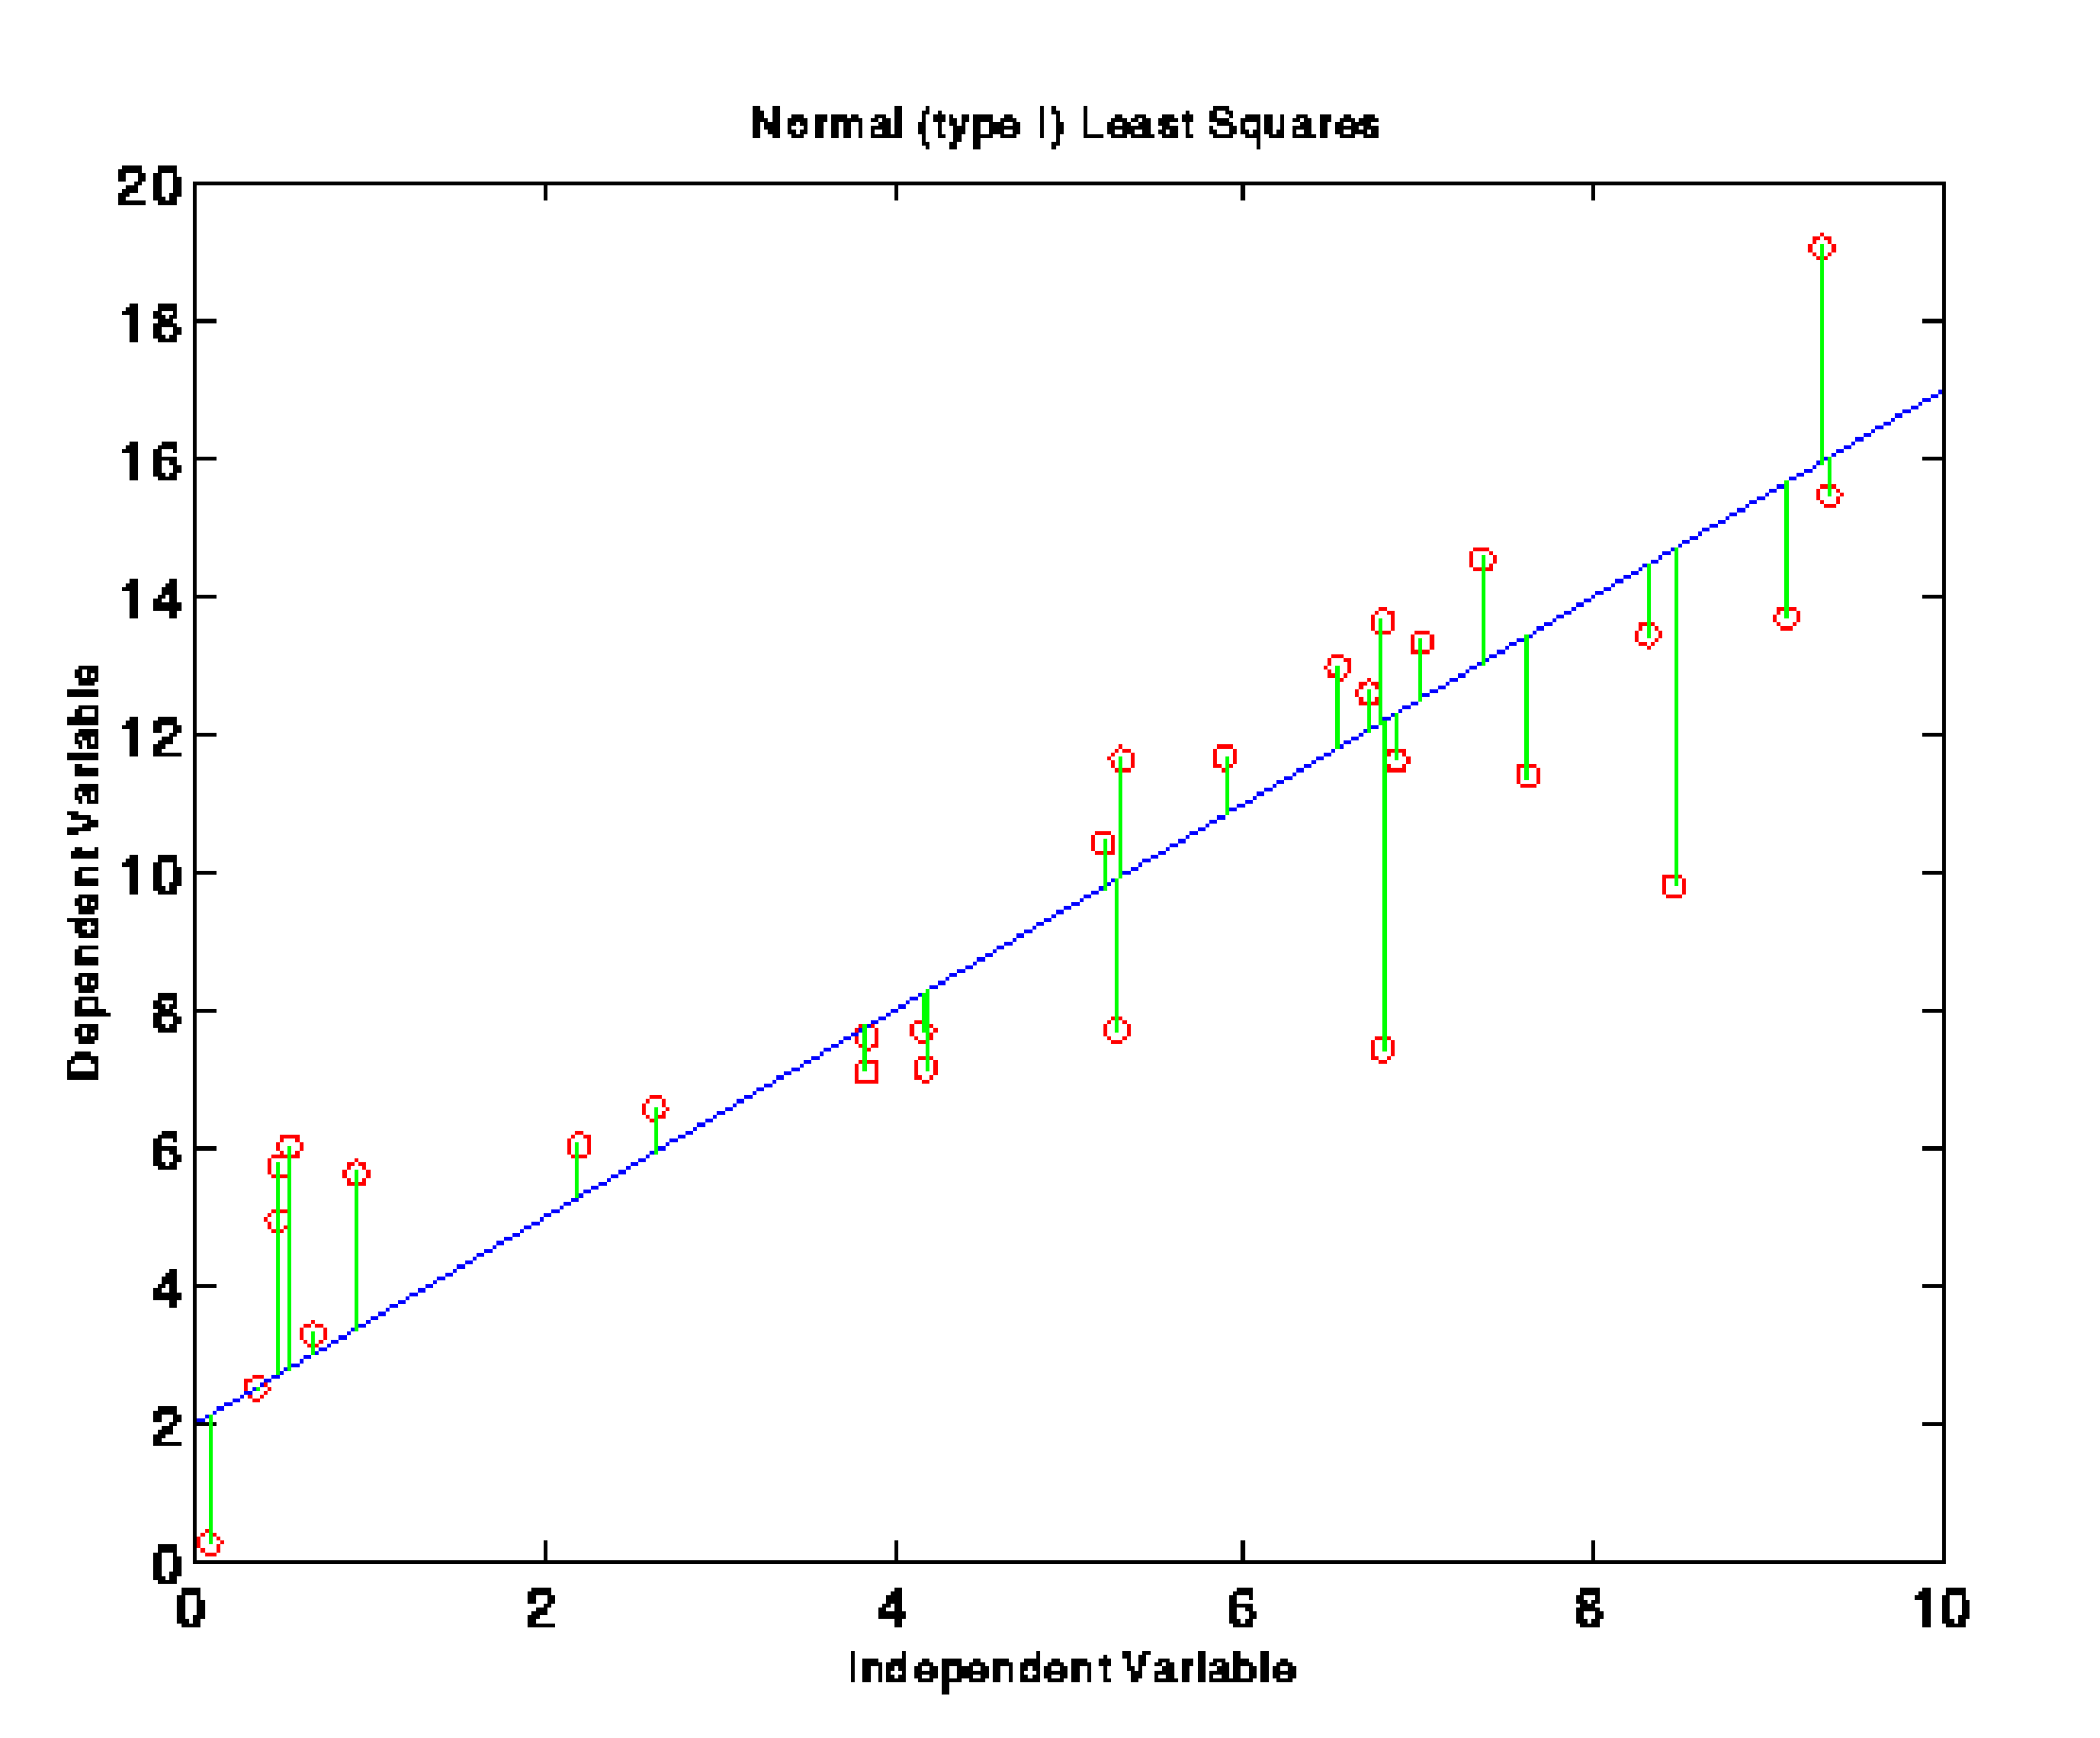 Normal (type I) Least Squares
20
18
16
14
12
10
8
6
4
2
0
0 2 4 6 8 10
Dependent Variable
Independent Variable